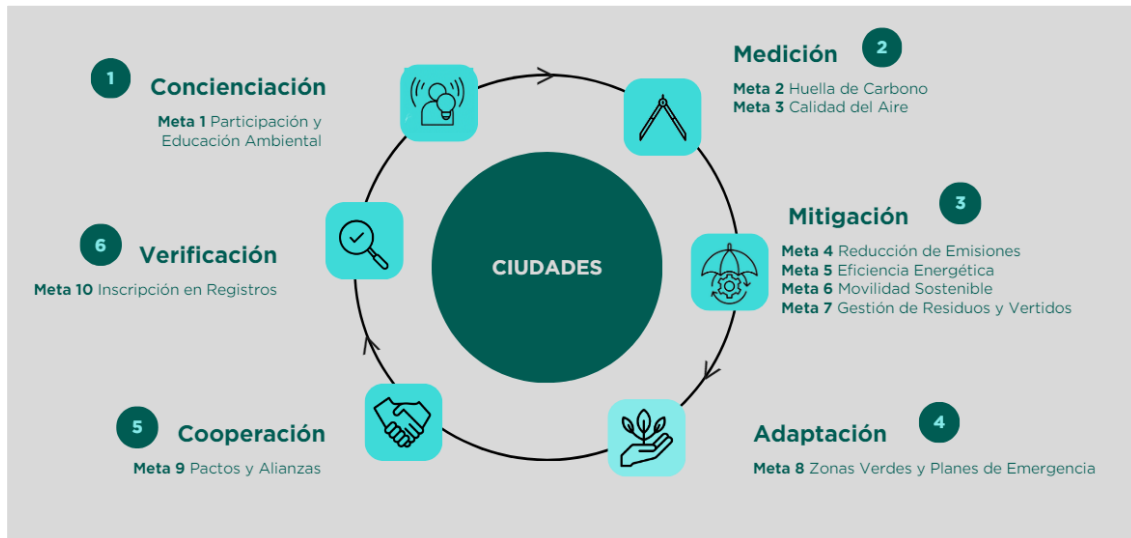 1
Concienciación
Meta 1 Participación y
Educación Ambiental
2
Medición
Meta 2 Huella de Carbono
Meta 3 Calidad del Aire
3
Mitigación
Meta 4 Reducción de Emisiones
Meta 5 Eficiencia Energética
Meta 6 Movilidad Sostenible
Meta 7 Gestión de Residuos y Vertidos
4
Adaptación
Meta 8 Zonas Verdes y Planes de Emergencia
5
Cooperación
Meta 9 Pactos y Alianzas
6
Verificación
Meta 10 Inscripción en Registros
CIUDADES